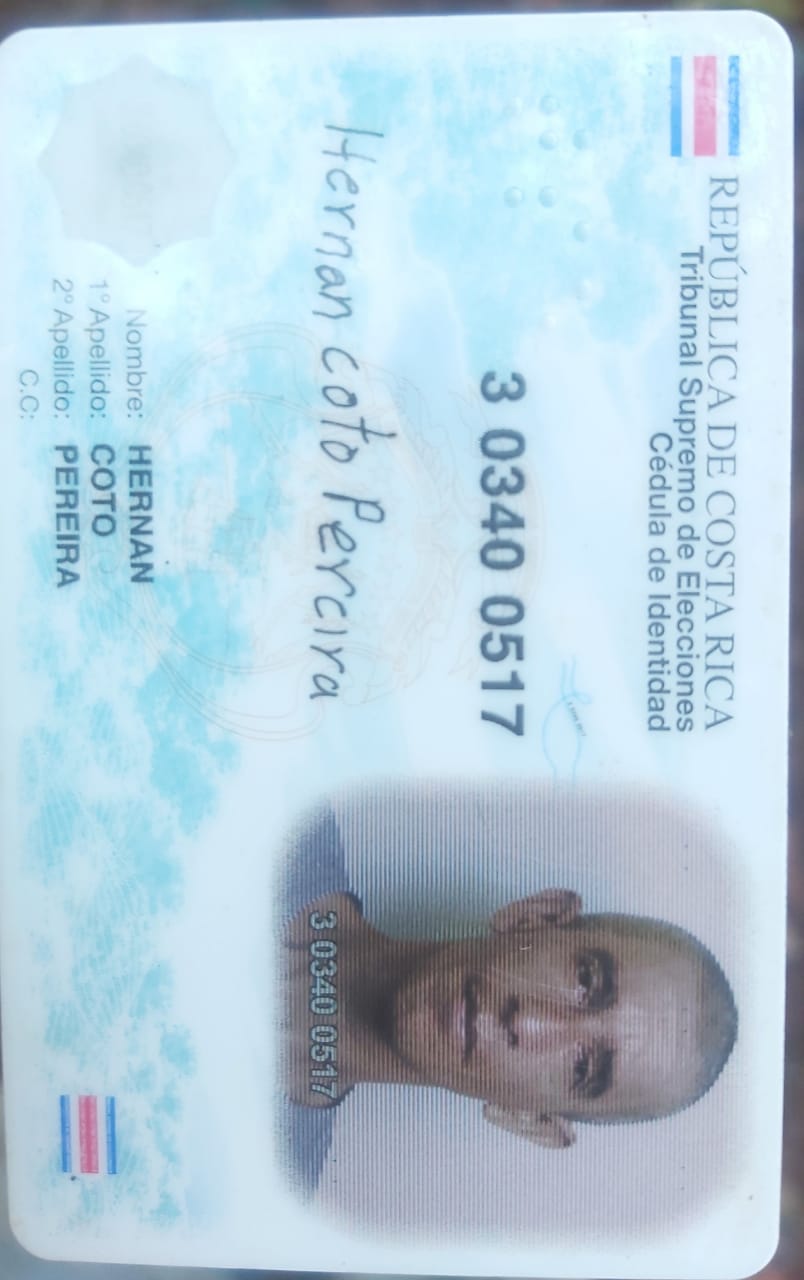 REPÚBLICA DE COSTA RICA
Tribunal Supremo de Elecciones
Cédula de Identidad
3 0340 0517
Hernan Coto Pereira
3 0340 0517
Nombre: HERNAN
1° Apellido: COTO
2° Apellido: PEREIRA
C.C: